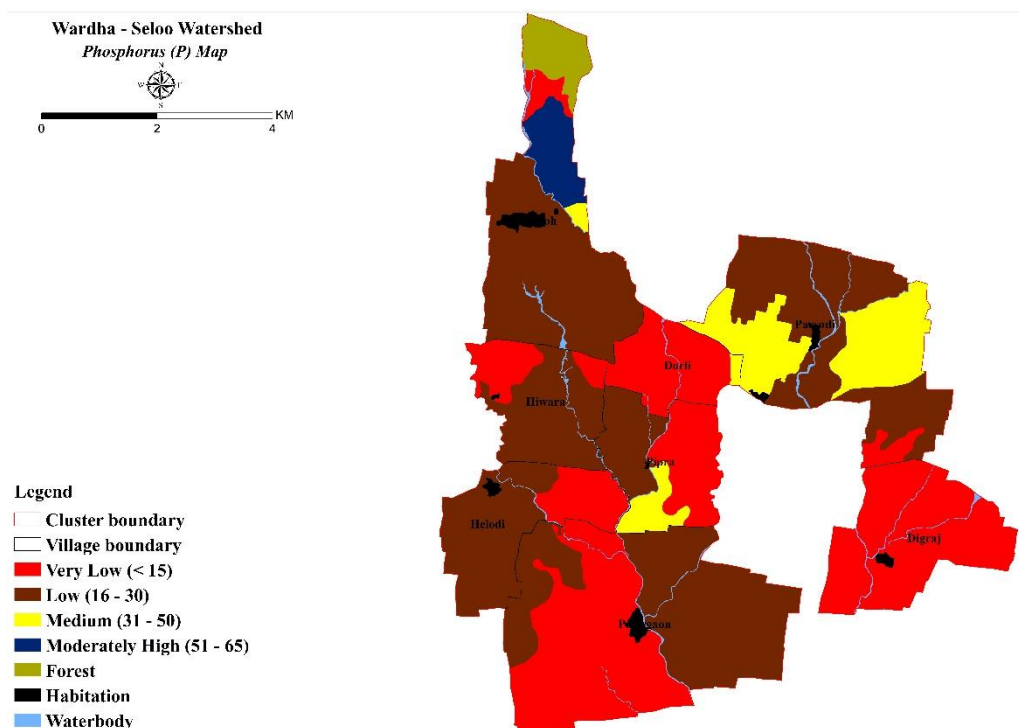 Wardha - Seloo Watershed
Phosphorus (P) Map
N
W E
S
KM
0 2 4
Dorli
Hiwara
Pipra
Helodi
Digraj
Legend
Cluster boundary
Village boundary
Very Low (< 15)
Low (16 - 30)
Medium (31 - 50)
Moderately High (51 - 65)
Forest
Habitation
Waterbody